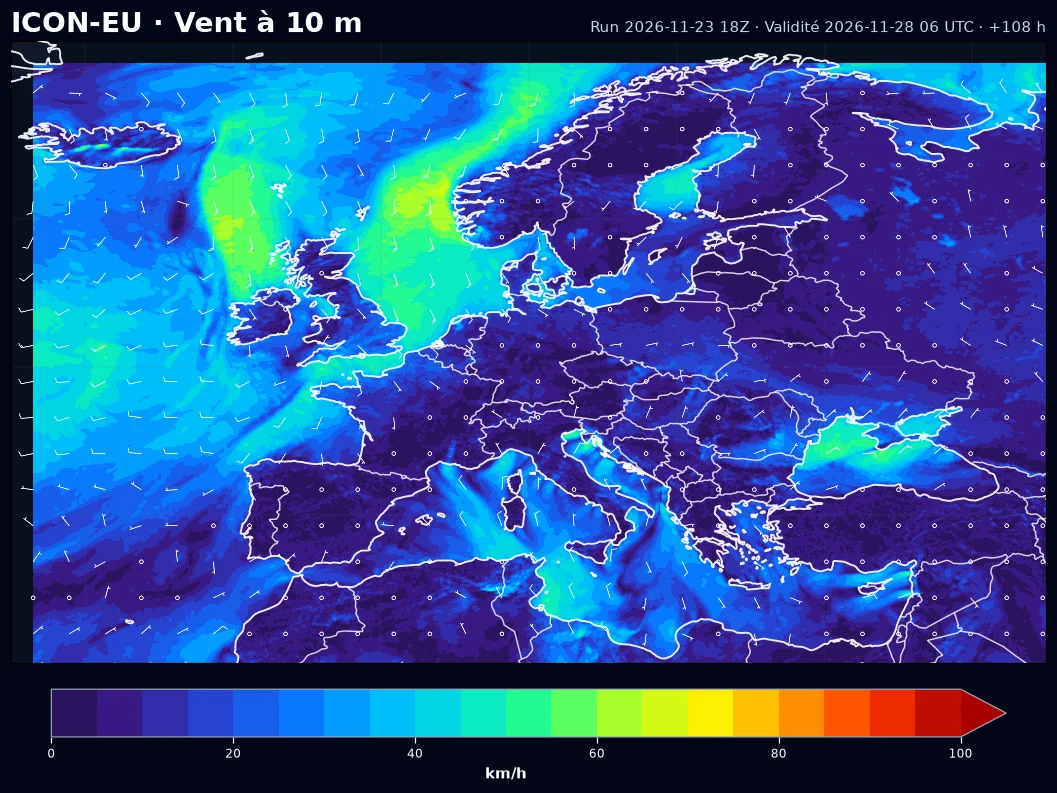 ICON-EU · Vent à 10 m
Run 2026-11-23 18Z · Validité 2026-11-28 06 UTC · +108 h
0 20 40 60 80 100
km/h